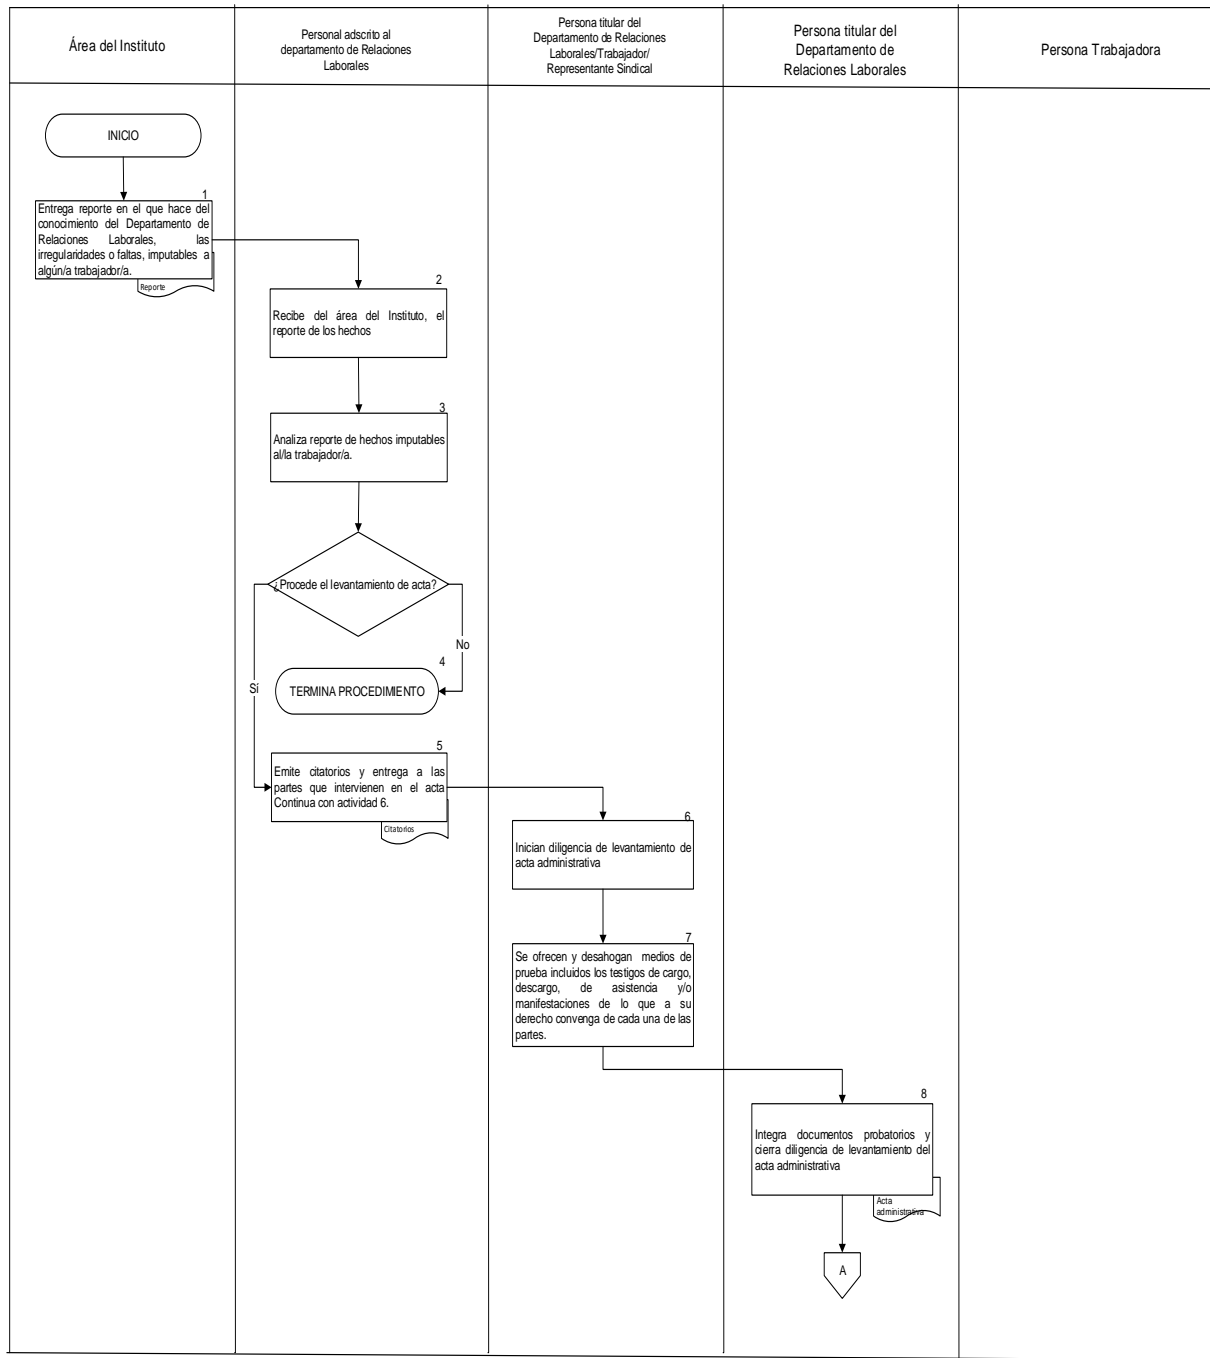 Área del Instituto
Personal adscrito al
departamento de Relaciones
Laborales
Persona titular del
Departamento de Relaciones
Laborales/Trabajador/
Representante Sindical
Persona titular del
Departamento de
Relaciones Laborales
Persona Trabajadora
INICIO
1
Entrega reporte en el que hace del
conocimiento del Departamento de
Relaciones Laborales, las
irregularidades o faltas, imputables a
algún/a trabajador/a.
Reporte
2
Recibe del área del Instituto, el
reporte de los hechos
3
Analiza reporte de hechos imputables
al/la trabajador/a.
¿Procede el levantamiento de acta?
No
Sí
4
TERMINA PROCEDIMIENTO
5
Emite citatorios y entrega a las
partes que intervienen en el acta
Continua con actividad 6.
Citatorios
6
Inician diligencia de levantamiento de
acta administrativa
7
Se ofrecen y desahogan medios de
prueba incluidos los testigos de cargo,
descargo, de asistencia y/o
manifestaciones de lo que a su
derecho convenga de cada una de las
partes.
8
Integra documentos probatorios y
cierra diligencia de levantamiento del
acta administrativa
Acta
administrativa
A